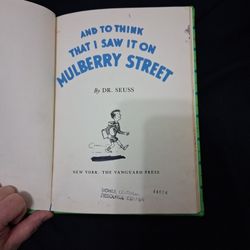 AND TO THINK
THAT I SAW IT ON
MULBERRY STREET
By DR. SEUSS
NEW YORK: THE VANGUARD PRESS